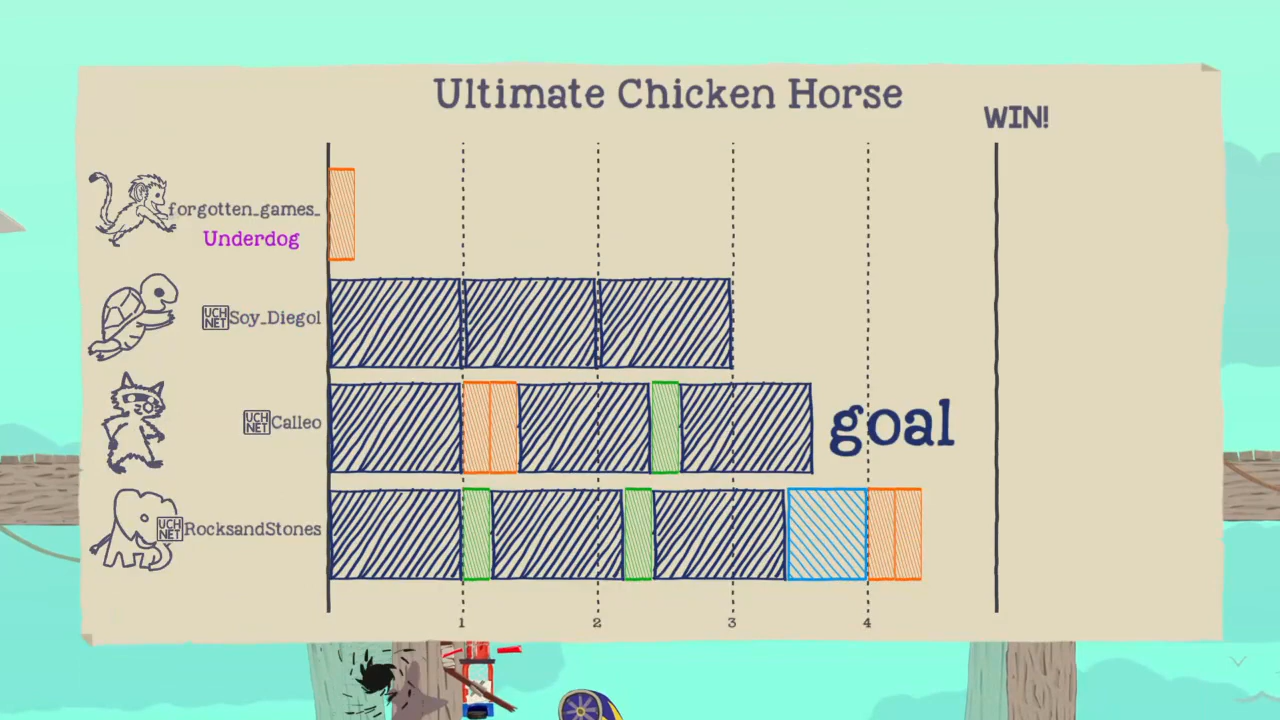 Ultimate Chicken Horse
WIN!
forgotten_games_
Underdog
UCH NET Soy_Diegol
UCH NET Calleo
goal
UCH NET RocksandStones
1 2 3 4